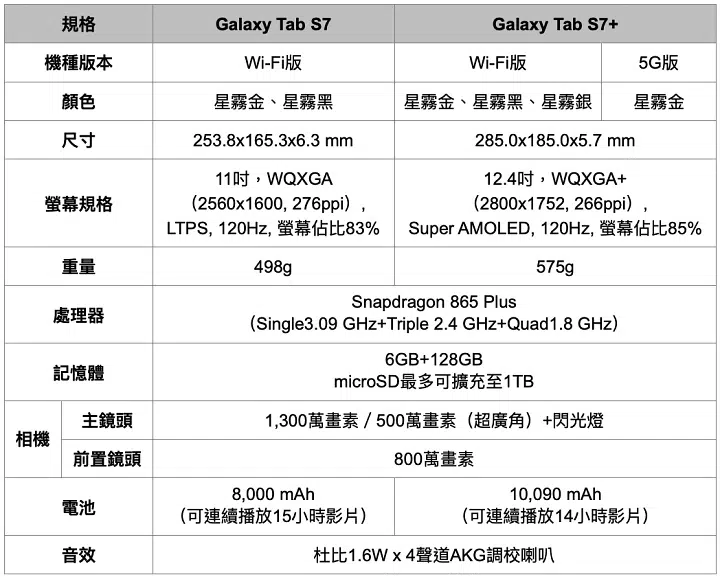 規格
Galaxy Tab S7
Galaxy Tab S7+
機種版本
Wi-Fi版
Wi-Fi版
5G版
顏色
星霧金、星霧黑
星霧金、星霧黑、星霧銀
星霧金
尺寸
253.8x165.3x6.3 mm
285.0x185.0x5.7 mm
螢幕規格
11吋，WQXGA
（2560x1600, 276ppi）,
LTPS, 120Hz, 螢幕佔比83%
12.4吋，WQXGA+
（2800x1752, 266ppi）,
Super AMOLED, 120Hz, 螢幕佔比85%
重量
498g
575g
處理器
Snapdragon 865 Plus
（Single3.09 GHz+Triple 2.4 GHz+Quad1.8 GHz）
記憶體
6GB+128GB
microSD最多可擴充至1TB
相機
主鏡頭
1,300萬畫素 / 500萬畫素（超廣角）+閃光燈
前置鏡頭
800萬畫素
電池
8,000 mAh
（可連續播放15小時影片）
10,090 mAh
（可連續播放14小時影片）
音效
杜比1.6W x 4聲道AKG調校喇叭